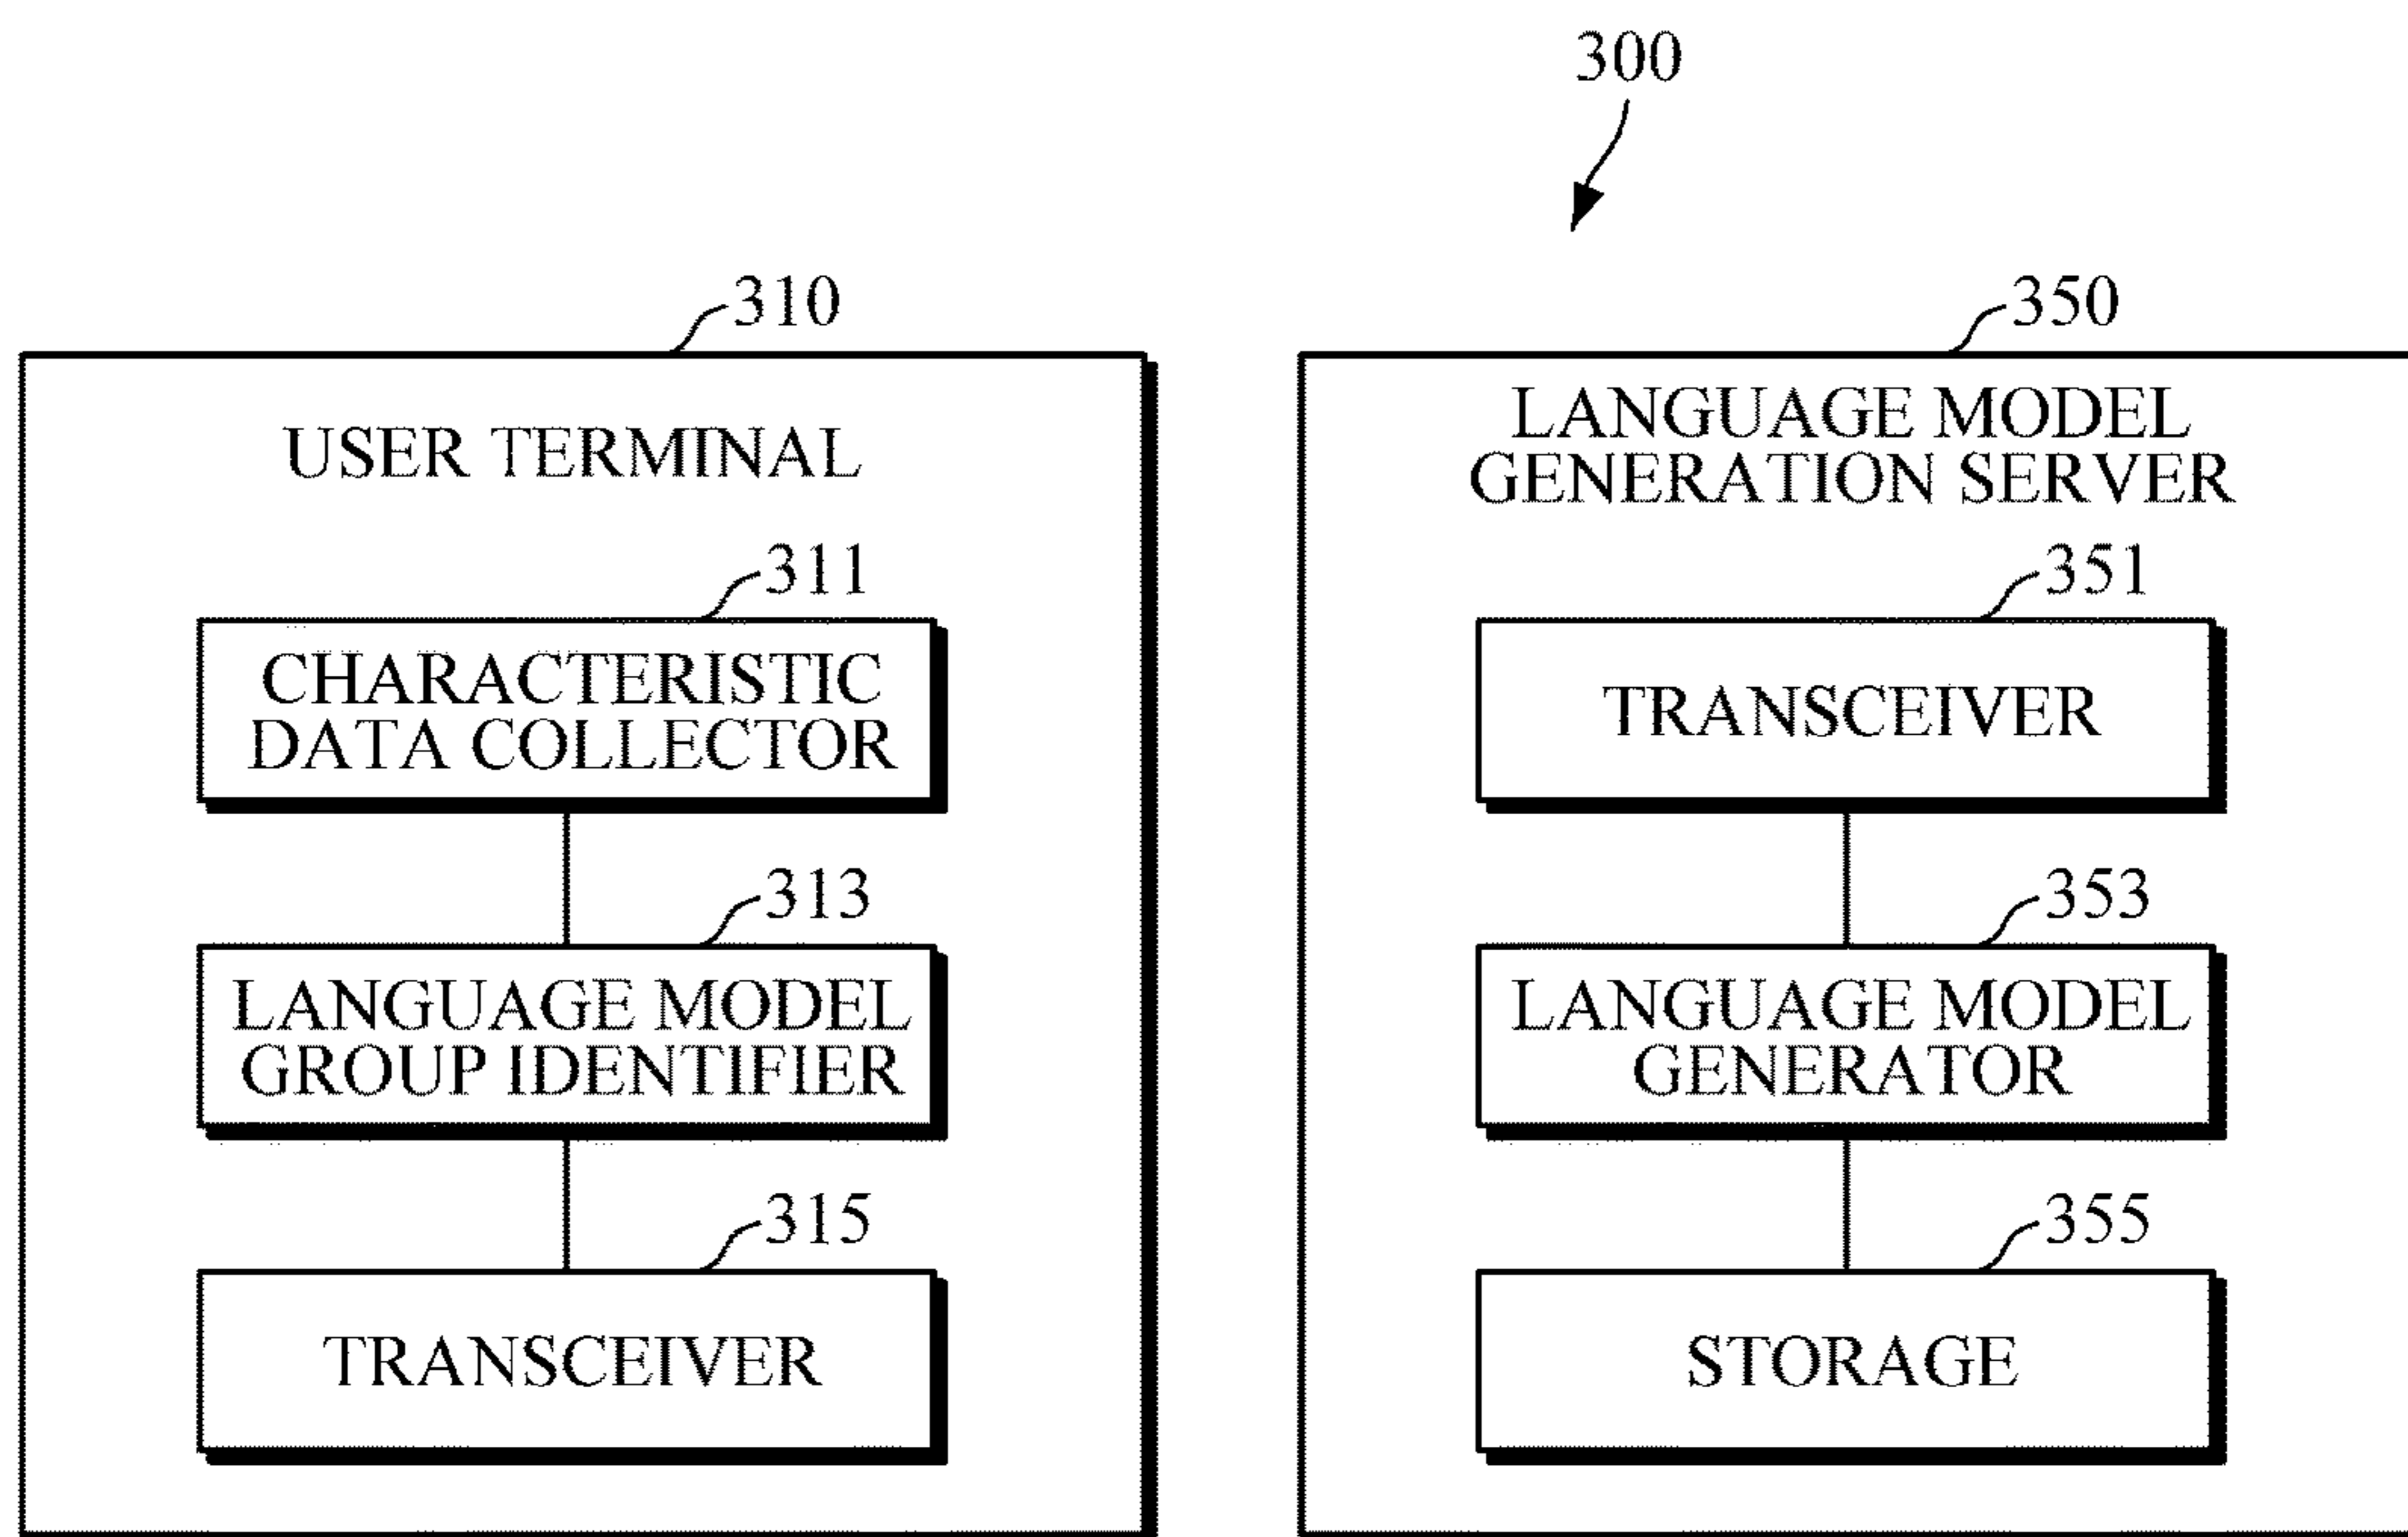 300
310
USER TERMINAL
311
CHARACTERISTIC
DATA COLLECTOR
313
LANGUAGE MODEL
GROUP IDENTIFIER
315
TRANSCEIVER
350
LANGUAGE MODEL
GENERATION SERVER
351
TRANSCEIVER
353
LANGUAGE MODEL
GENERATOR
355
STORAGE